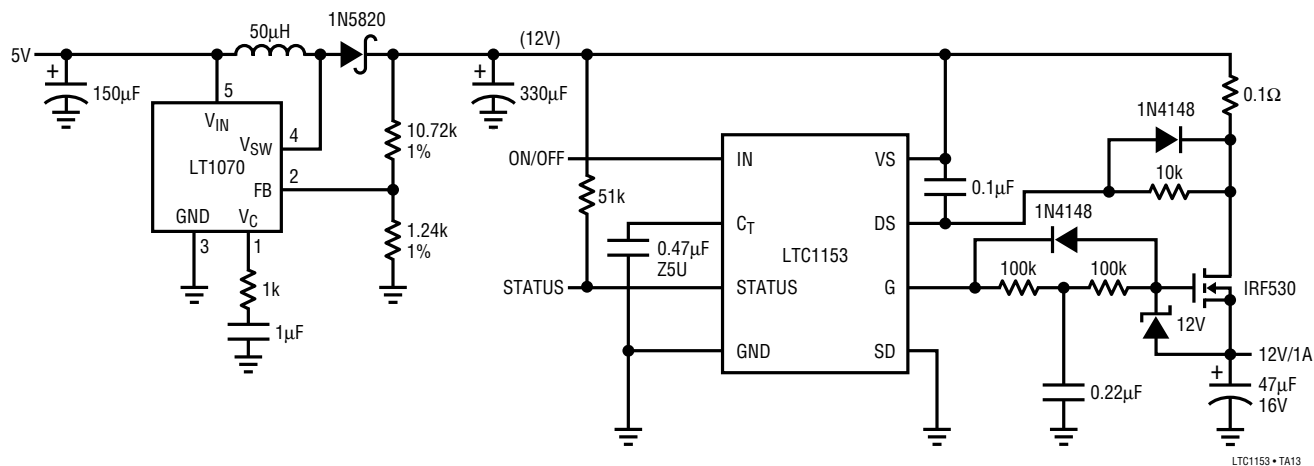 5V
50μH
1N5820
(12V)
+
150μF
5
V_IN
V_SW
4
LT1070
FB
2
GND
V_C
3
1
1k
1μF
10.72k
1%
1.24k
1%
+
330μF
ON/OFF
51k
0.47μF
Z5U
STATUS
IN
VS
C_T
DS
LTC1153
STATUS
G
GND
SD
0.1μF
1N4148
10k
0.1Ω
1N4148
100k
100k
IRF530
12V
0.22μF
12V/1A
+
47μF
16V
LTC1153 • TA13